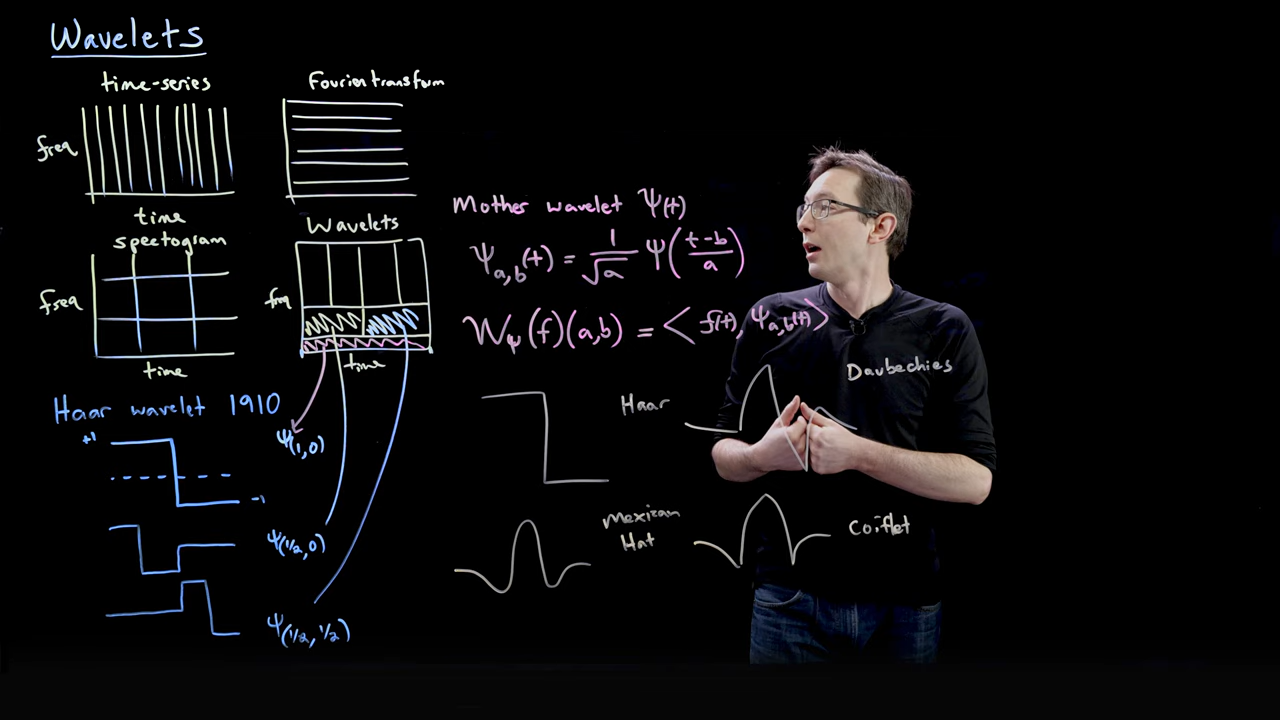 Wavelets
time-series
freq
time
Fourier transform
spectogram
freq
time
Wavelets
frq
time
Haar wavelet 1910
+1
-1
Ψ(1,0)
Ψ(1/2,0)
Ψ(1/2,1/2)
Mother wavelet Ψ(t)
Ψa,b(t) = 1/√a Ψ(t-b/a)
WΨ(f)(a,b) = <f(t), Ψa,b(t)>
Haar
Daubechies
Mexican
Hat
Coiflet